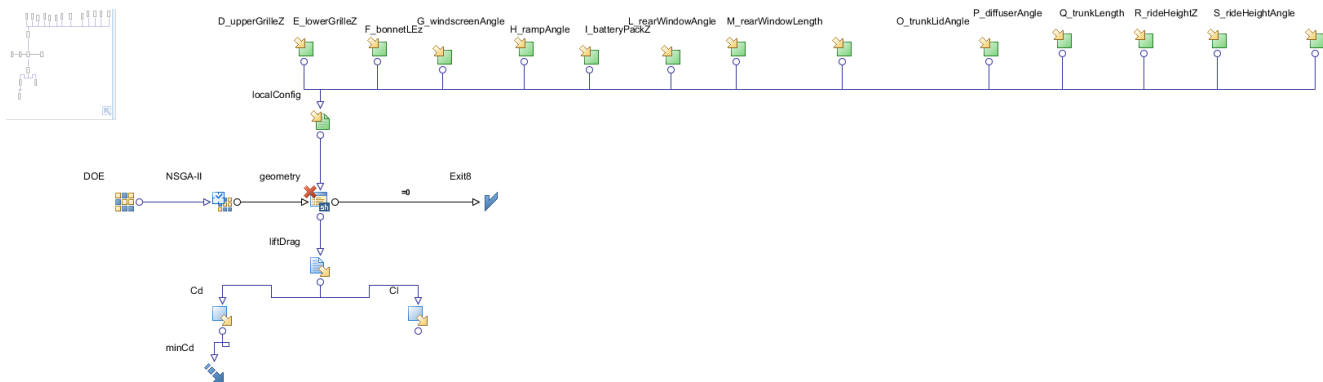 D_upperGrilleZ E_lowerGrilleZ F_bonnetLEz G_windscreenAngle H_rampAngle I_batteryPackZ L_rearWindowAngle M_rearWindowLength O_trunkLidAngle P_diffuserAngle Q_trunkLength R_rideHeightZ S_rideHeightAngle
localConfig
DOE NSGA-II geometry =0 Exit8
sh
liftDrag
Cd Cl
minCd